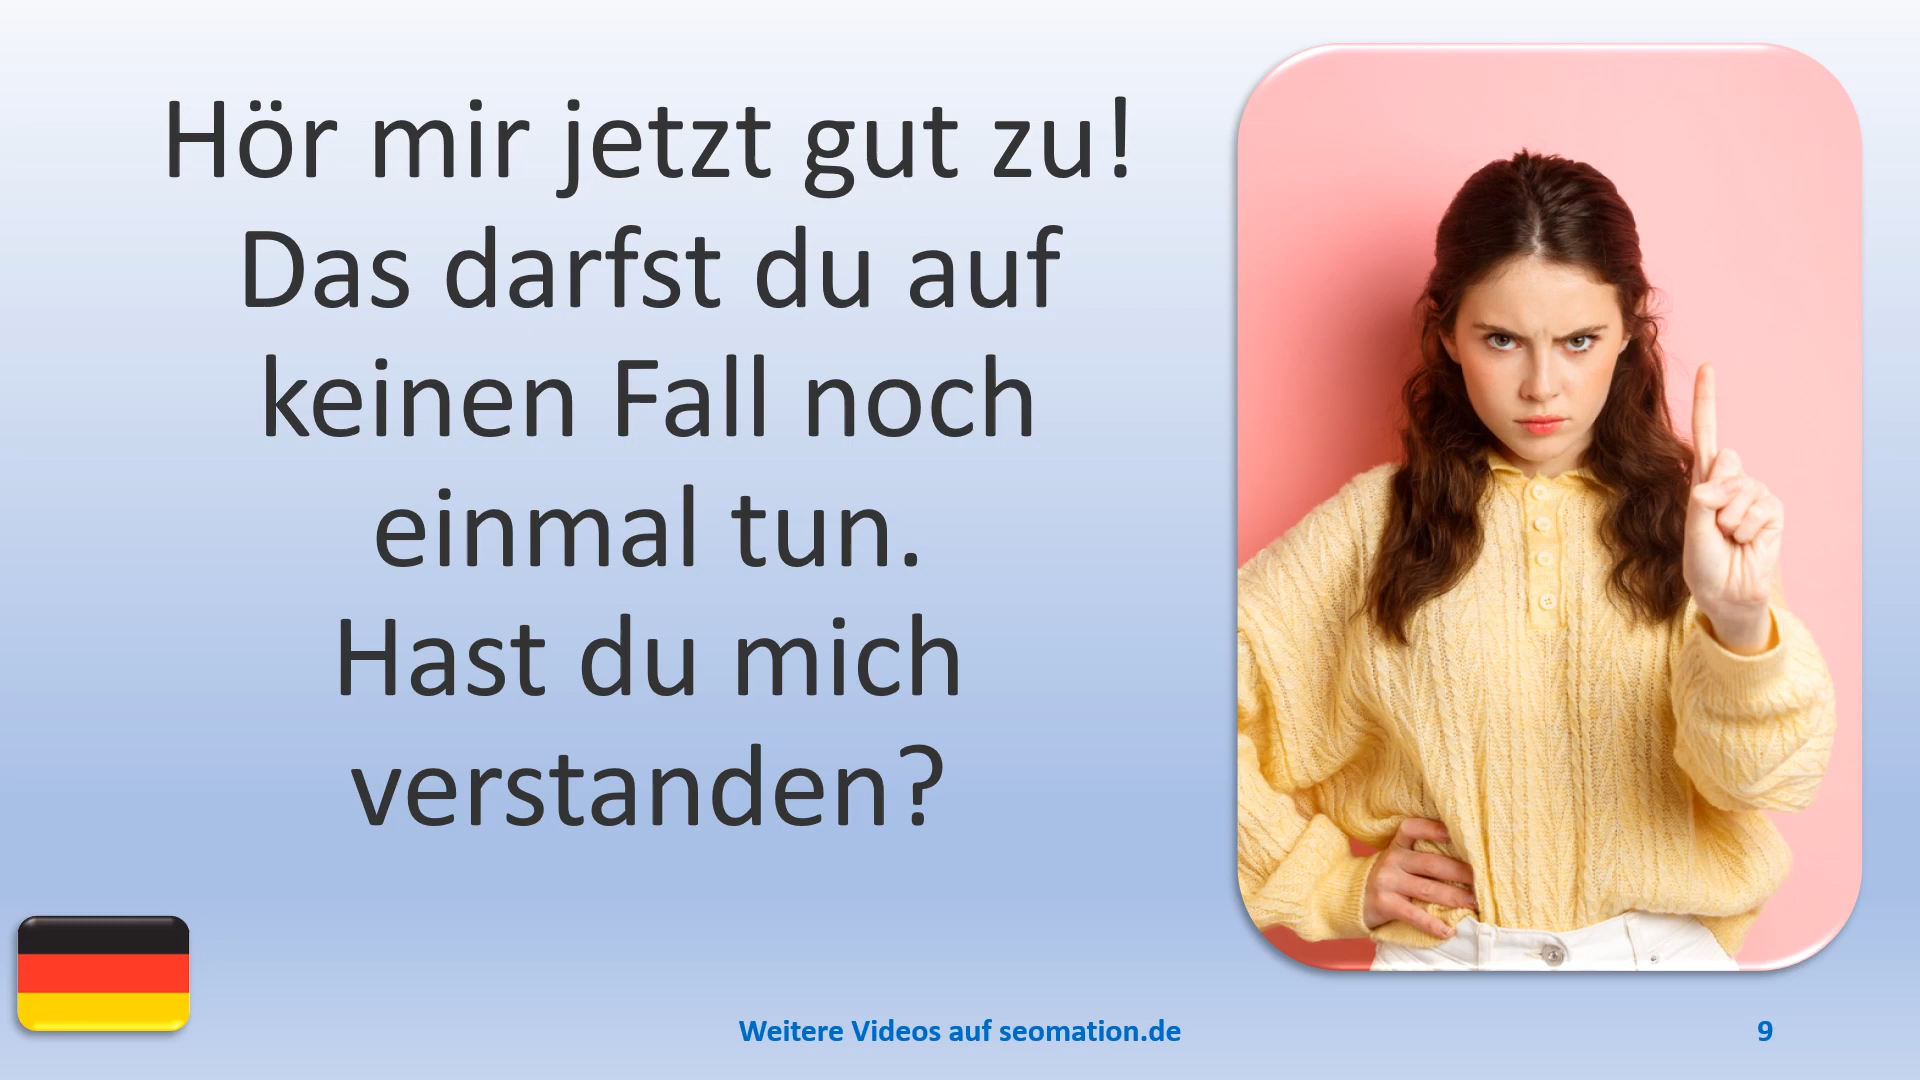 Hör mir jetzt gut zu!
Das darfst du auf
keinen Fall noch
einmal tun.
Hast du mich
verstanden?
Weitere Videos auf seomation.de
9